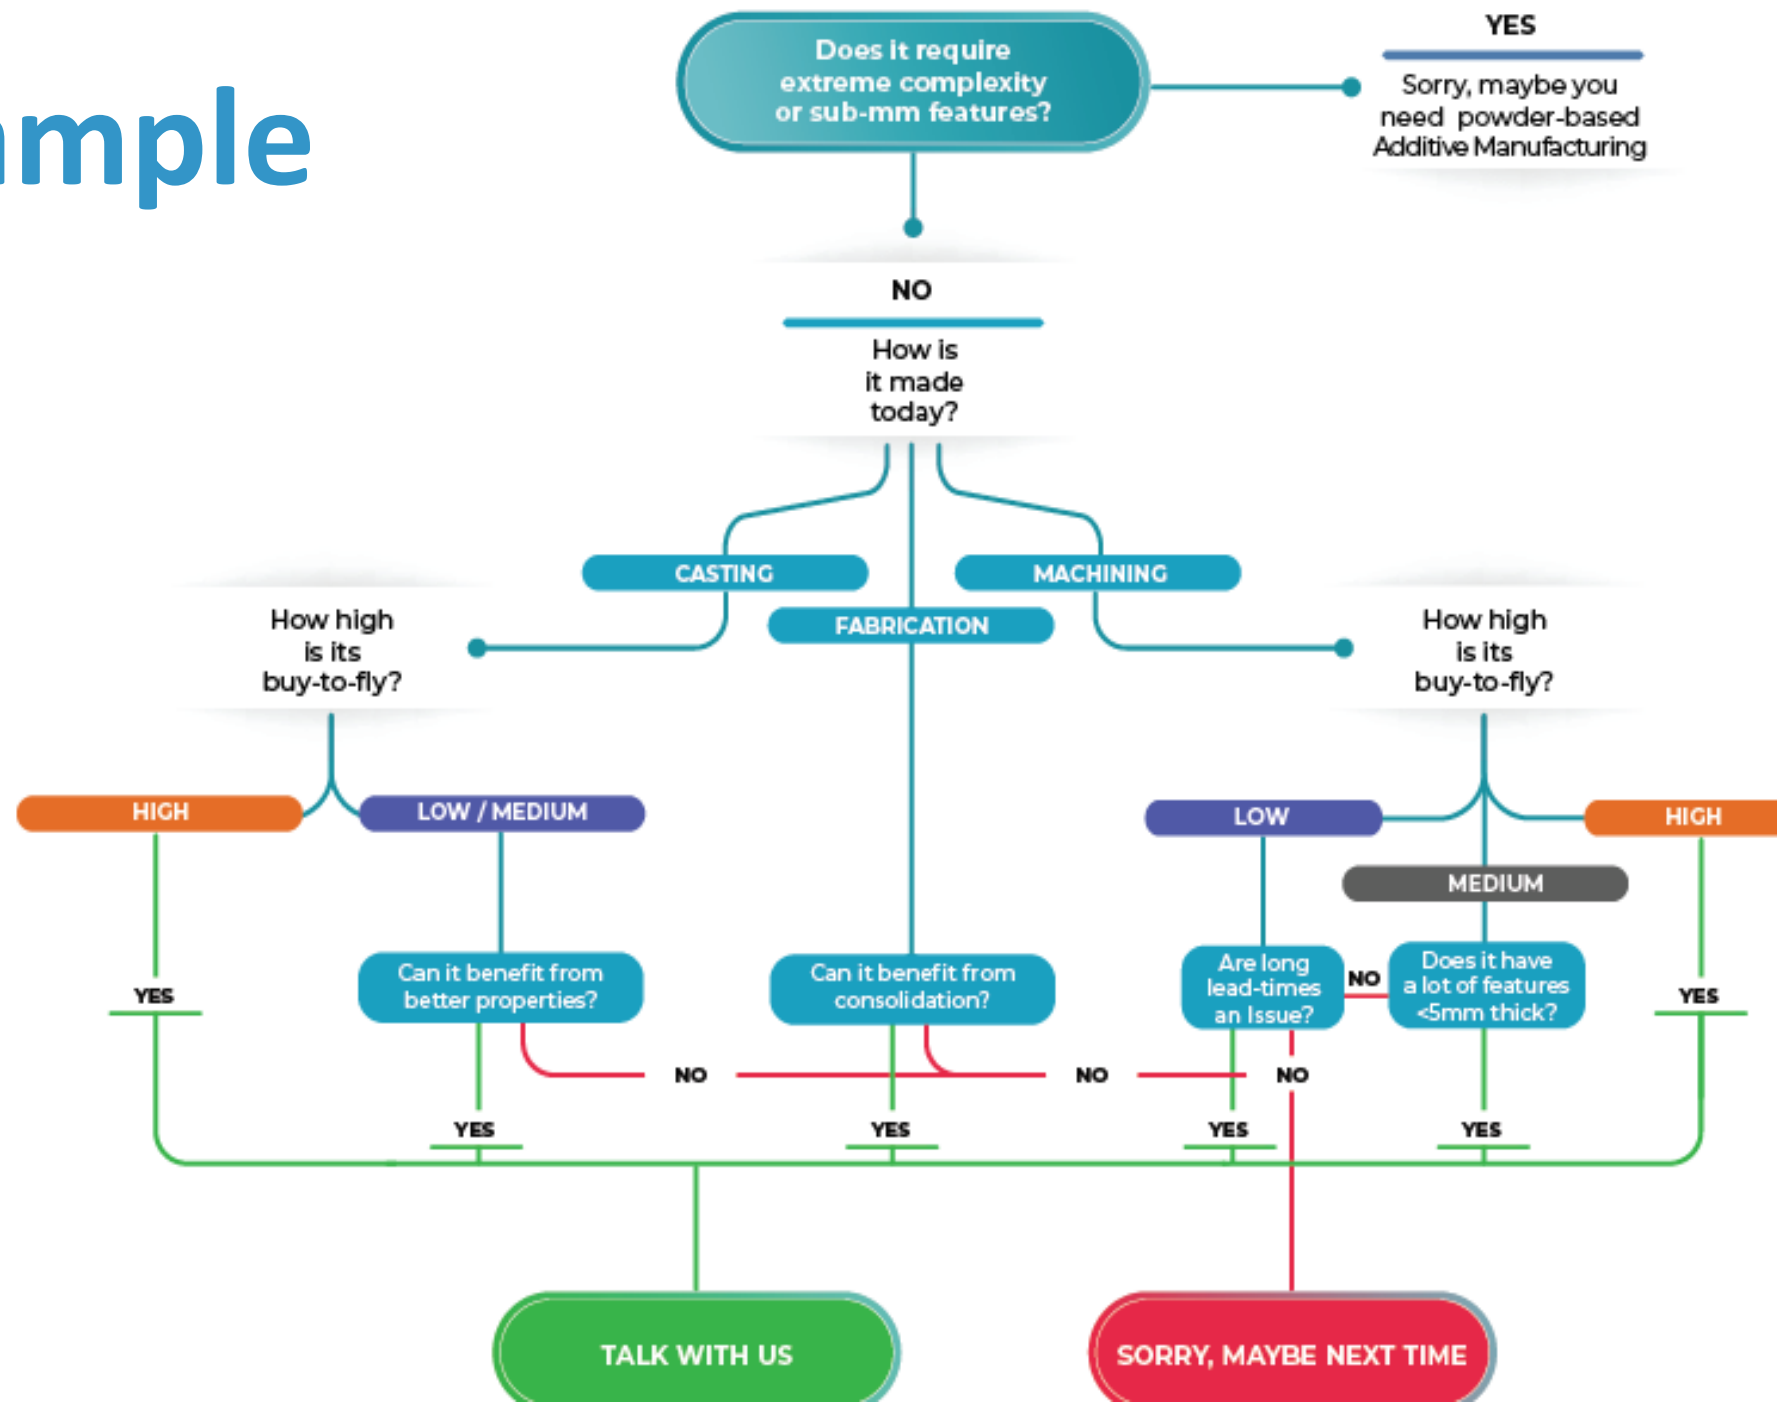 ample
Does it require
extreme complexity
or sub-mm features?
YES
Sorry, maybe you
need powder-based
Additive Manufacturing
NO
How is
it made
today?
CASTING
MACHINING
FABRICATION
How high
is its
buy-to-fly?
How high
is its
buy-to-fly?
HIGH
LOW / MEDIUM
LOW
HIGH
MEDIUM
Can it benefit from
better properties?
Can it benefit from
consolidation?
Are long
lead-times
an Issue?
NO
Does it have
a lot of features
<5mm thick?
YES
YES
NO
NO
NO
YES
YES
YES
YES
TALK WITH US
SORRY, MAYBE NEXT TIME